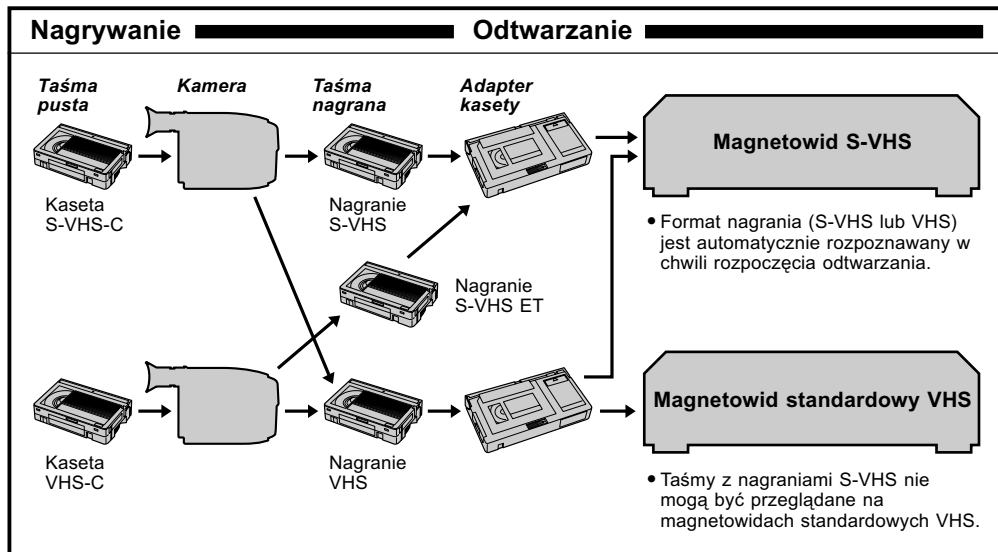 Nagrywanie
Odtwarzanie
Taśma
pusta
Kamera
Taśma
nagrana
Adapter
kasety
Magnetowid S-VHS
Kaseta
S-VHS-C
Nagranie
S-VHS
• Format nagrania (S-VHS lub VHS)
jest automatycznie rozpoznawany w
chwili rozpoczęcia odtwarzania.
Nagranie
S-VHS ET
Magnetowid standardowy VHS
Kaseta
VHS-C
Nagranie
VHS
• Taśmy z nagraniami S-VHS nie
mogą być przeglądane na
magnetowidach standardowych VHS.